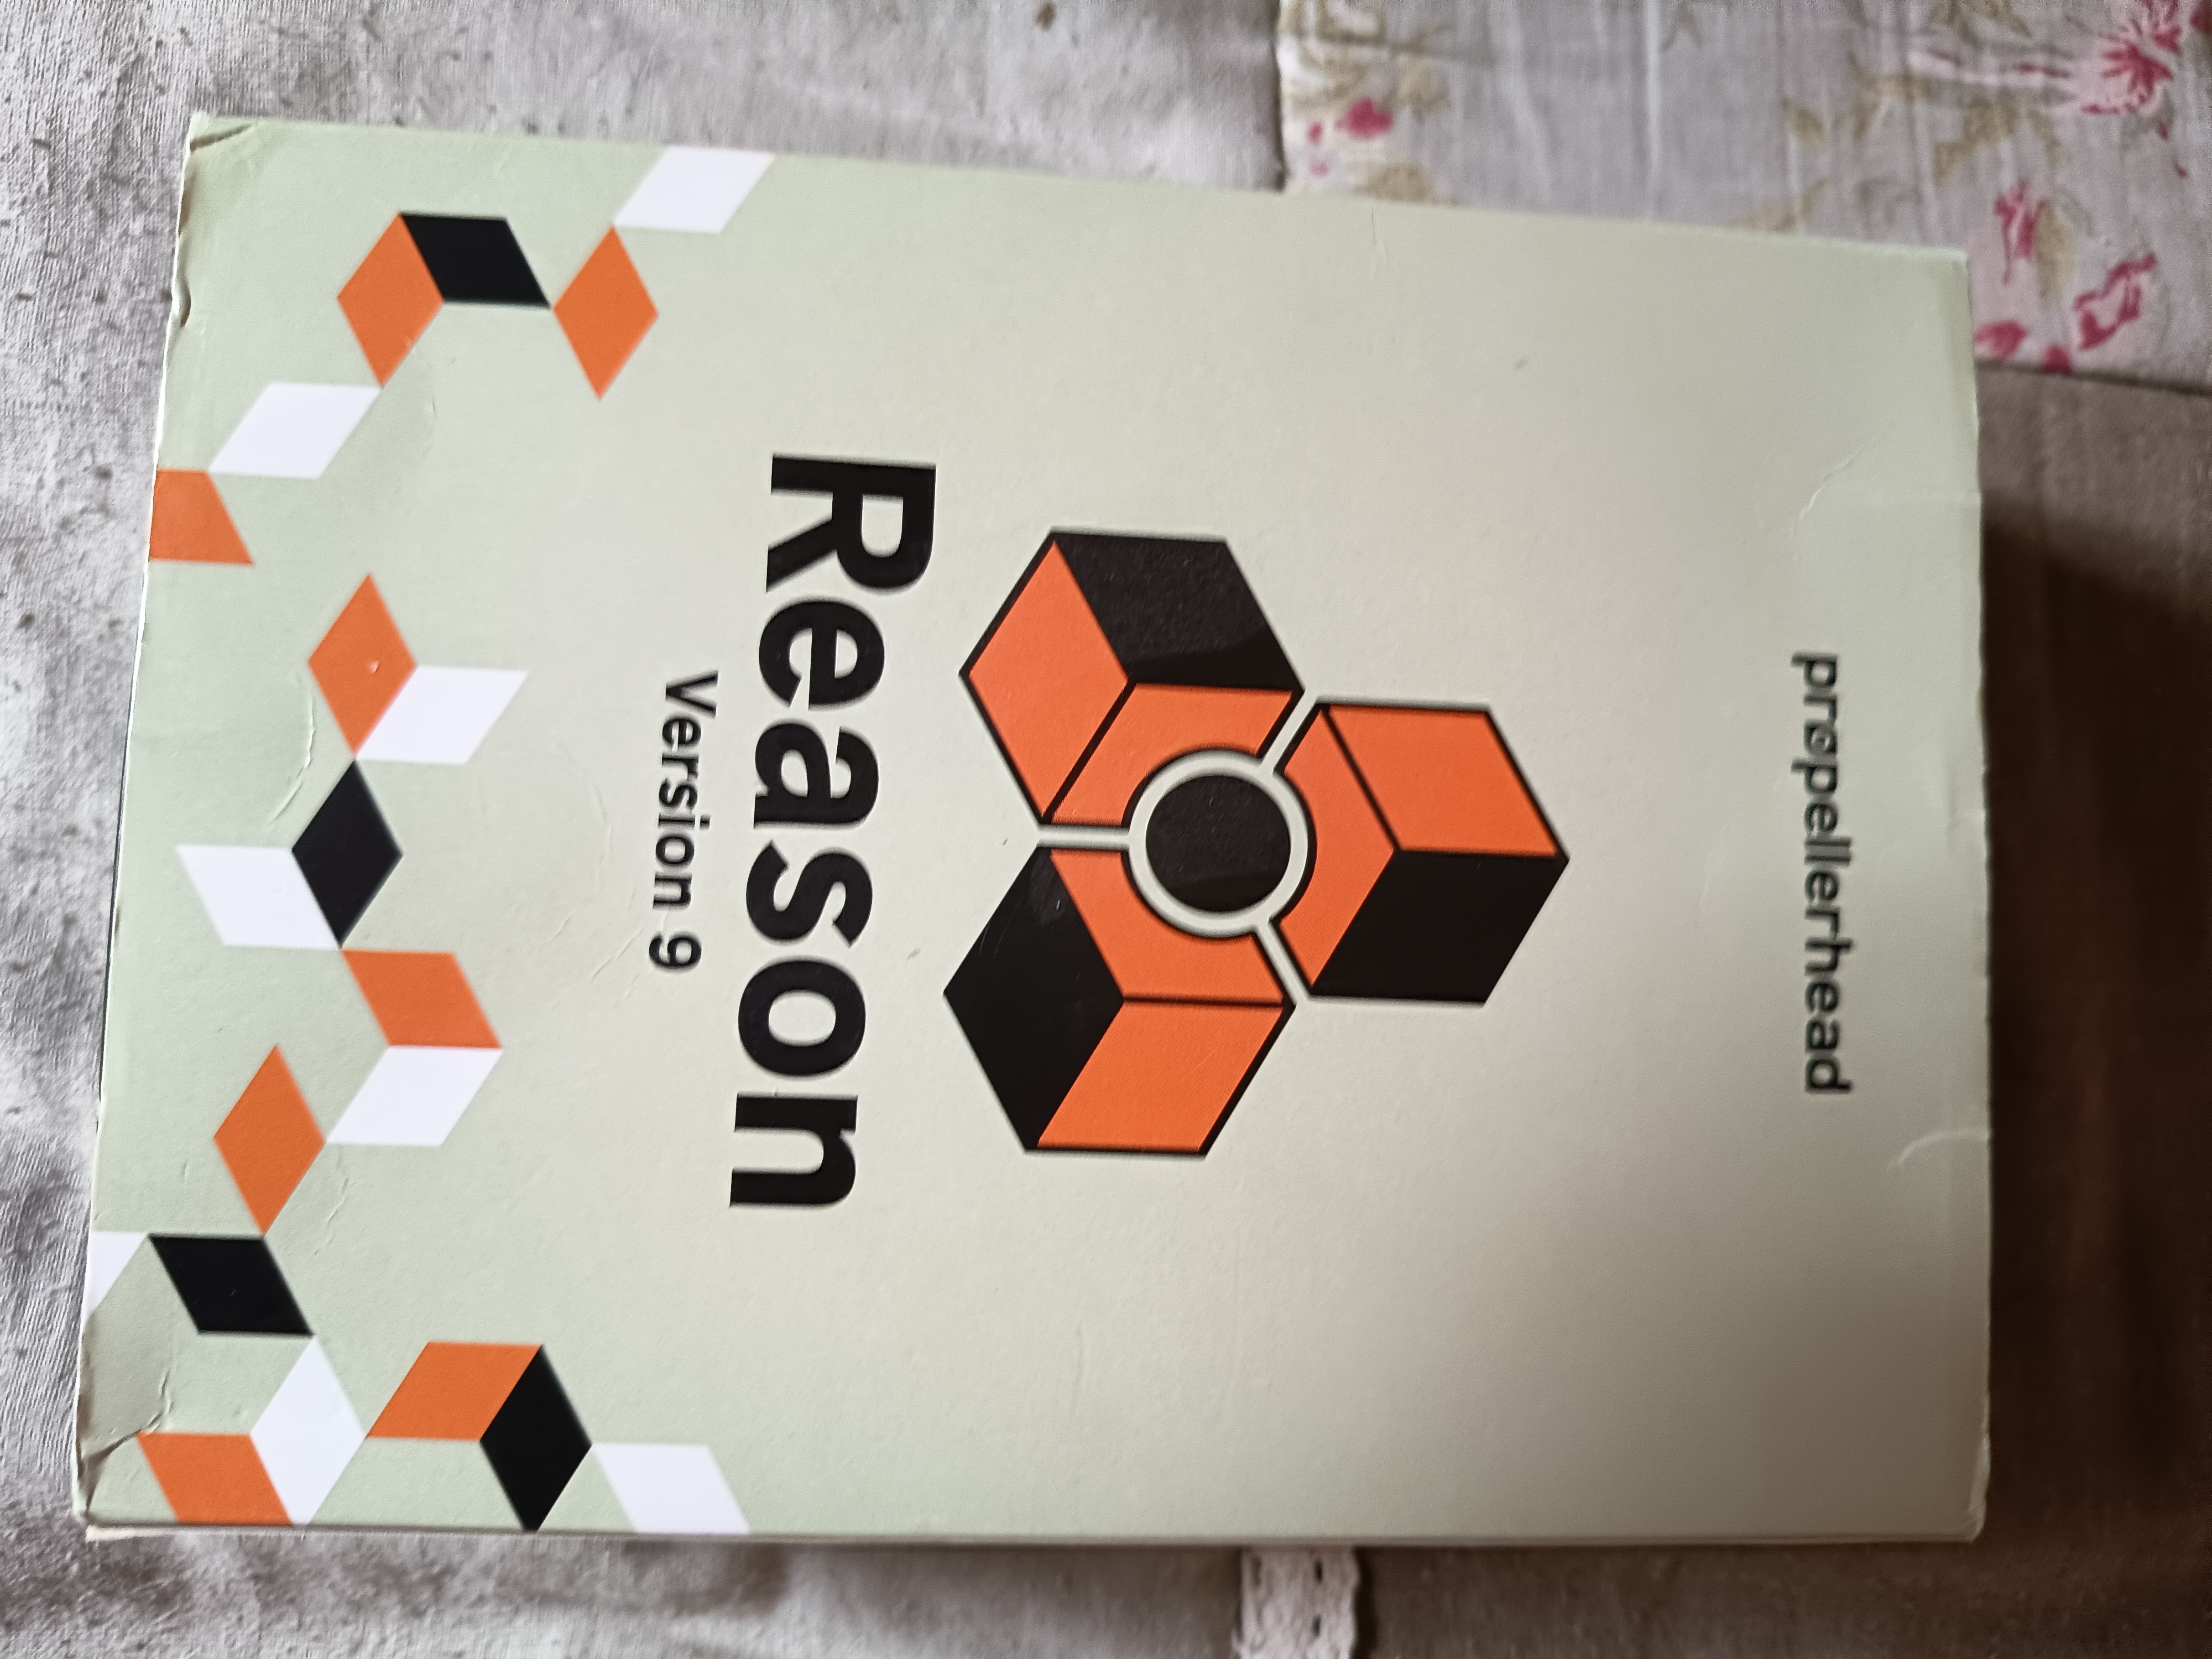 propellerhead
Reason
Version 9